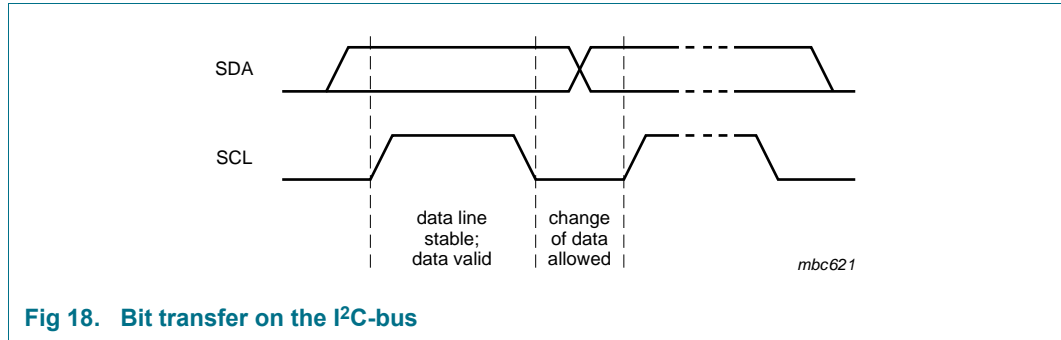 SDA
SCL
data line
stable;
data valid
change
of data
allowed
mbc621
Fig 18. Bit transfer on the I²C-bus